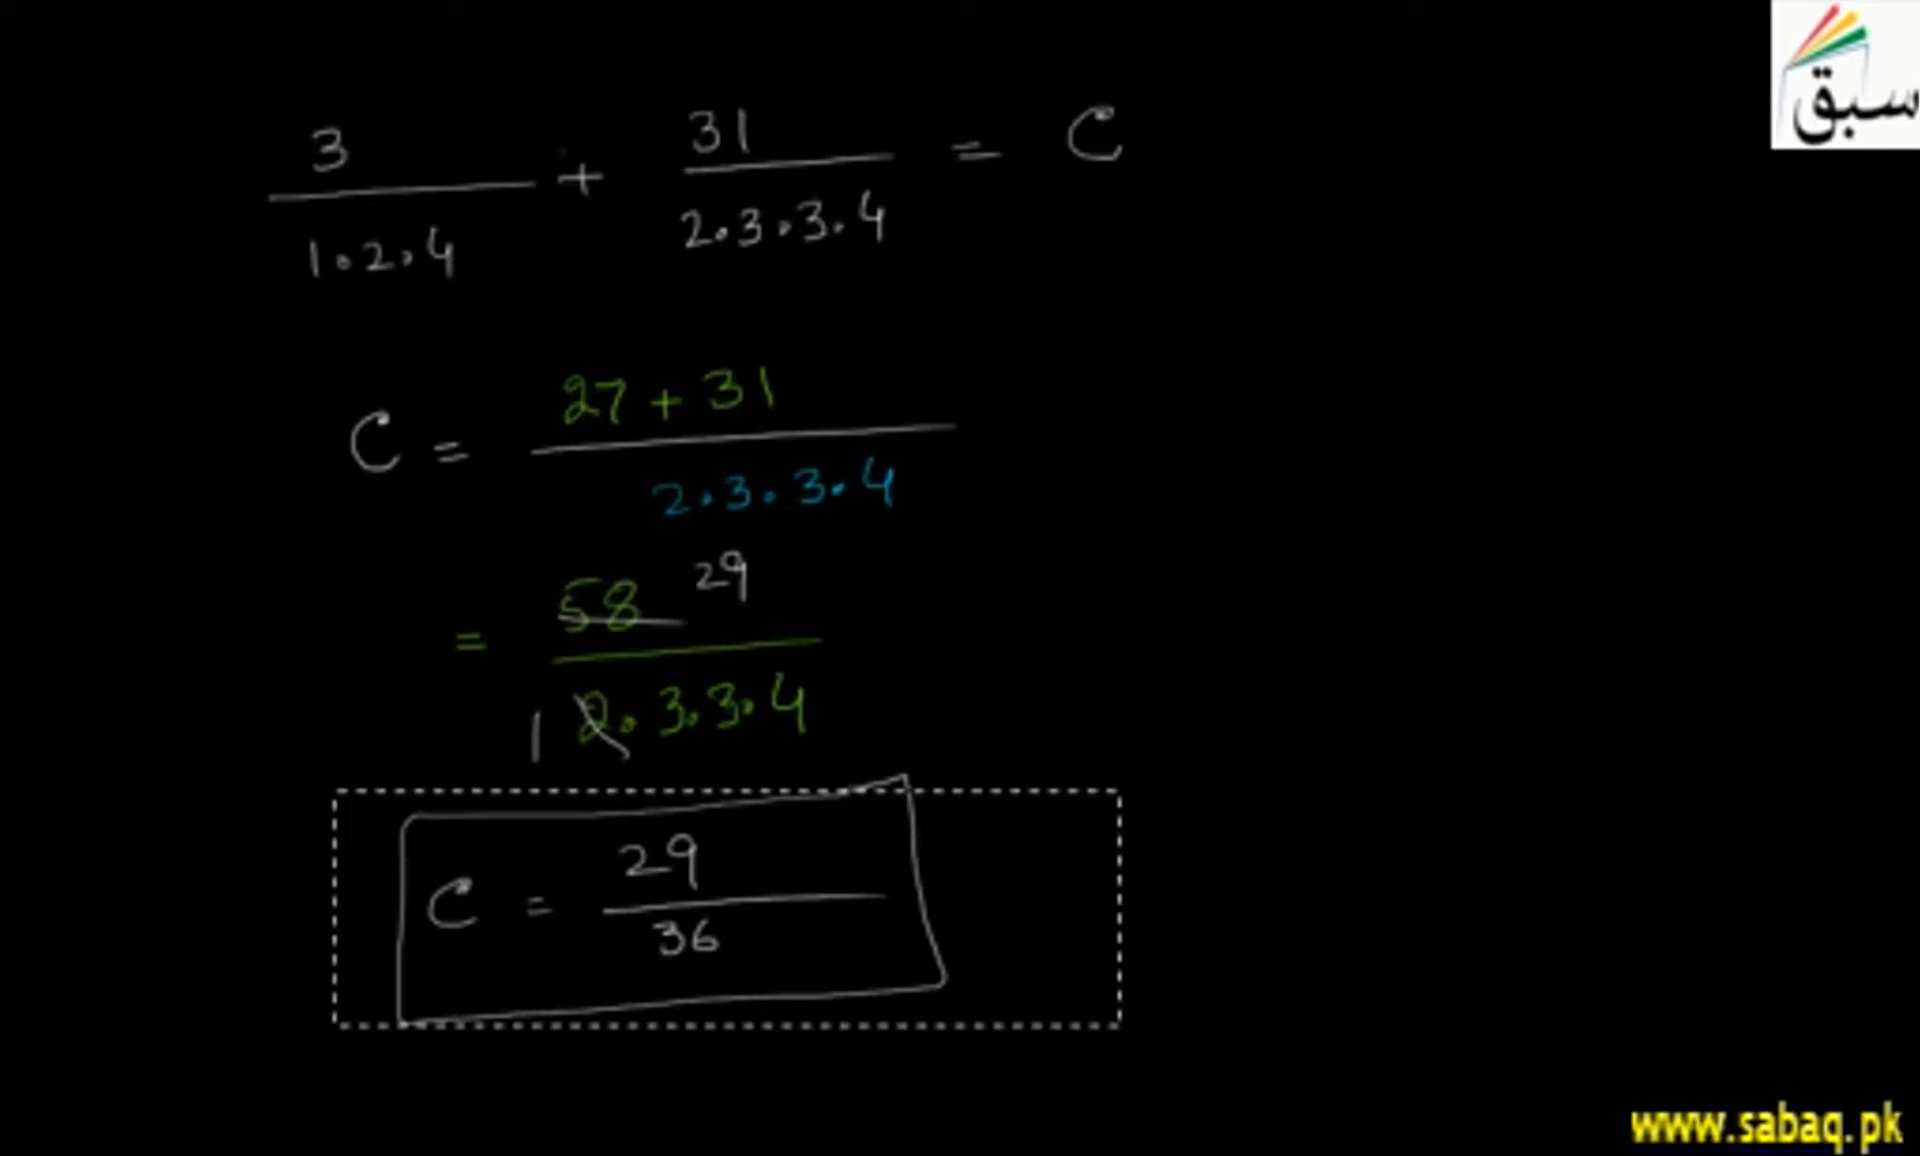 سبق
3/1.2.4 + 31/2.3.3.4 = C
C = 27 + 31/2.3.3.4
= 58 29/1 2.3.3.4
C = 29/36
www.sabaq.pk